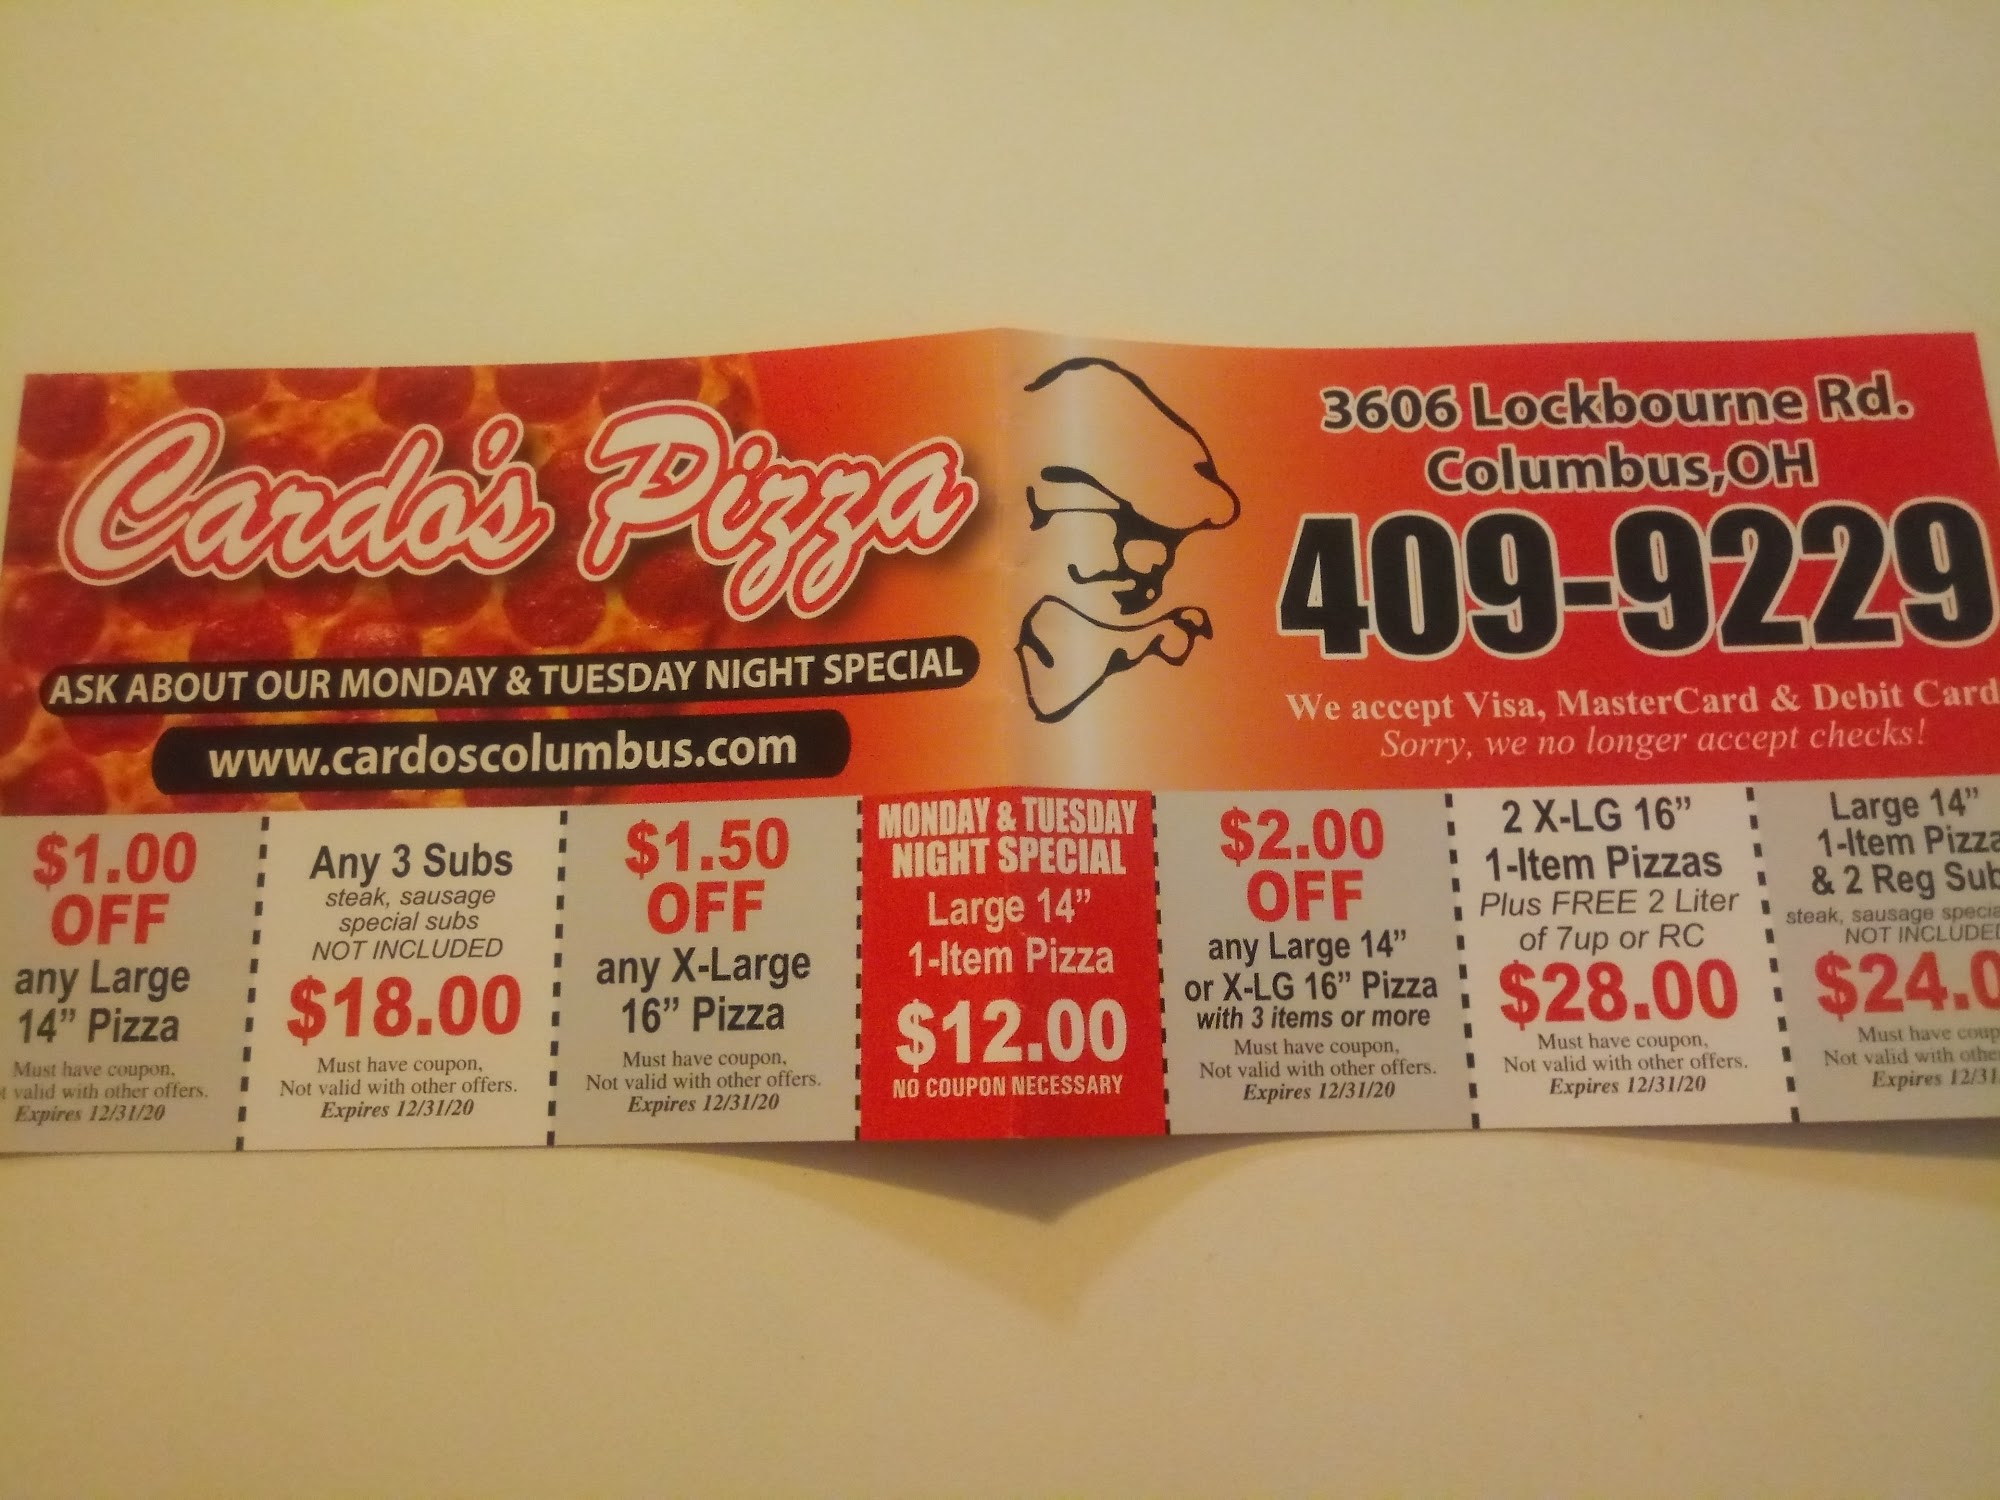 Cardo's Pizza
ASK ABOUT OUR MONDAY & TUESDAY NIGHT SPECIAL
www.cardoscolumbus.com
3606 Lockbourne Rd.
Columbus,OH
409-9229
We accept Visa, MasterCard & Debit Card
Sorry, we no longer accept checks!
$1.00
OFF
any Large
14" Pizza
Must have coupon,
valid with other offers.
Expires 12/31/20
Any 3 Subs
steak, sausage
special subs
NOT INCLUDED
$18.00
Must have coupon,
Not valid with other offers.
Expires 12/31/20
$1.50
OFF
any X-Large
16" Pizza
Must have coupon,
Not valid with other offers.
Expires 12/31/20
MONDAY & TUESDAY
NIGHT SPECIAL
Large 14"
1-Item Pizza
$12.00
NO COUPON NECESSARY
$2.00
OFF
any Large 14"
or X-LG 16" Pizza
with 3 items or more
Must have coupon,
Not valid with other offers.
Expires 12/31/20
2 X-LG 16"
1-Item Pizzas
Plus FREE 2 Liter
of 7up or RC
$28.00
Must have coupon,
Not valid with other offers.
Expires 12/31/20
Large 14"
1-Item Pizza
& 2 Reg Sub
steak, sausage specia
NOT INCLUDED
$24.0
Must have coup
Not valid with othe
Expires 12/31